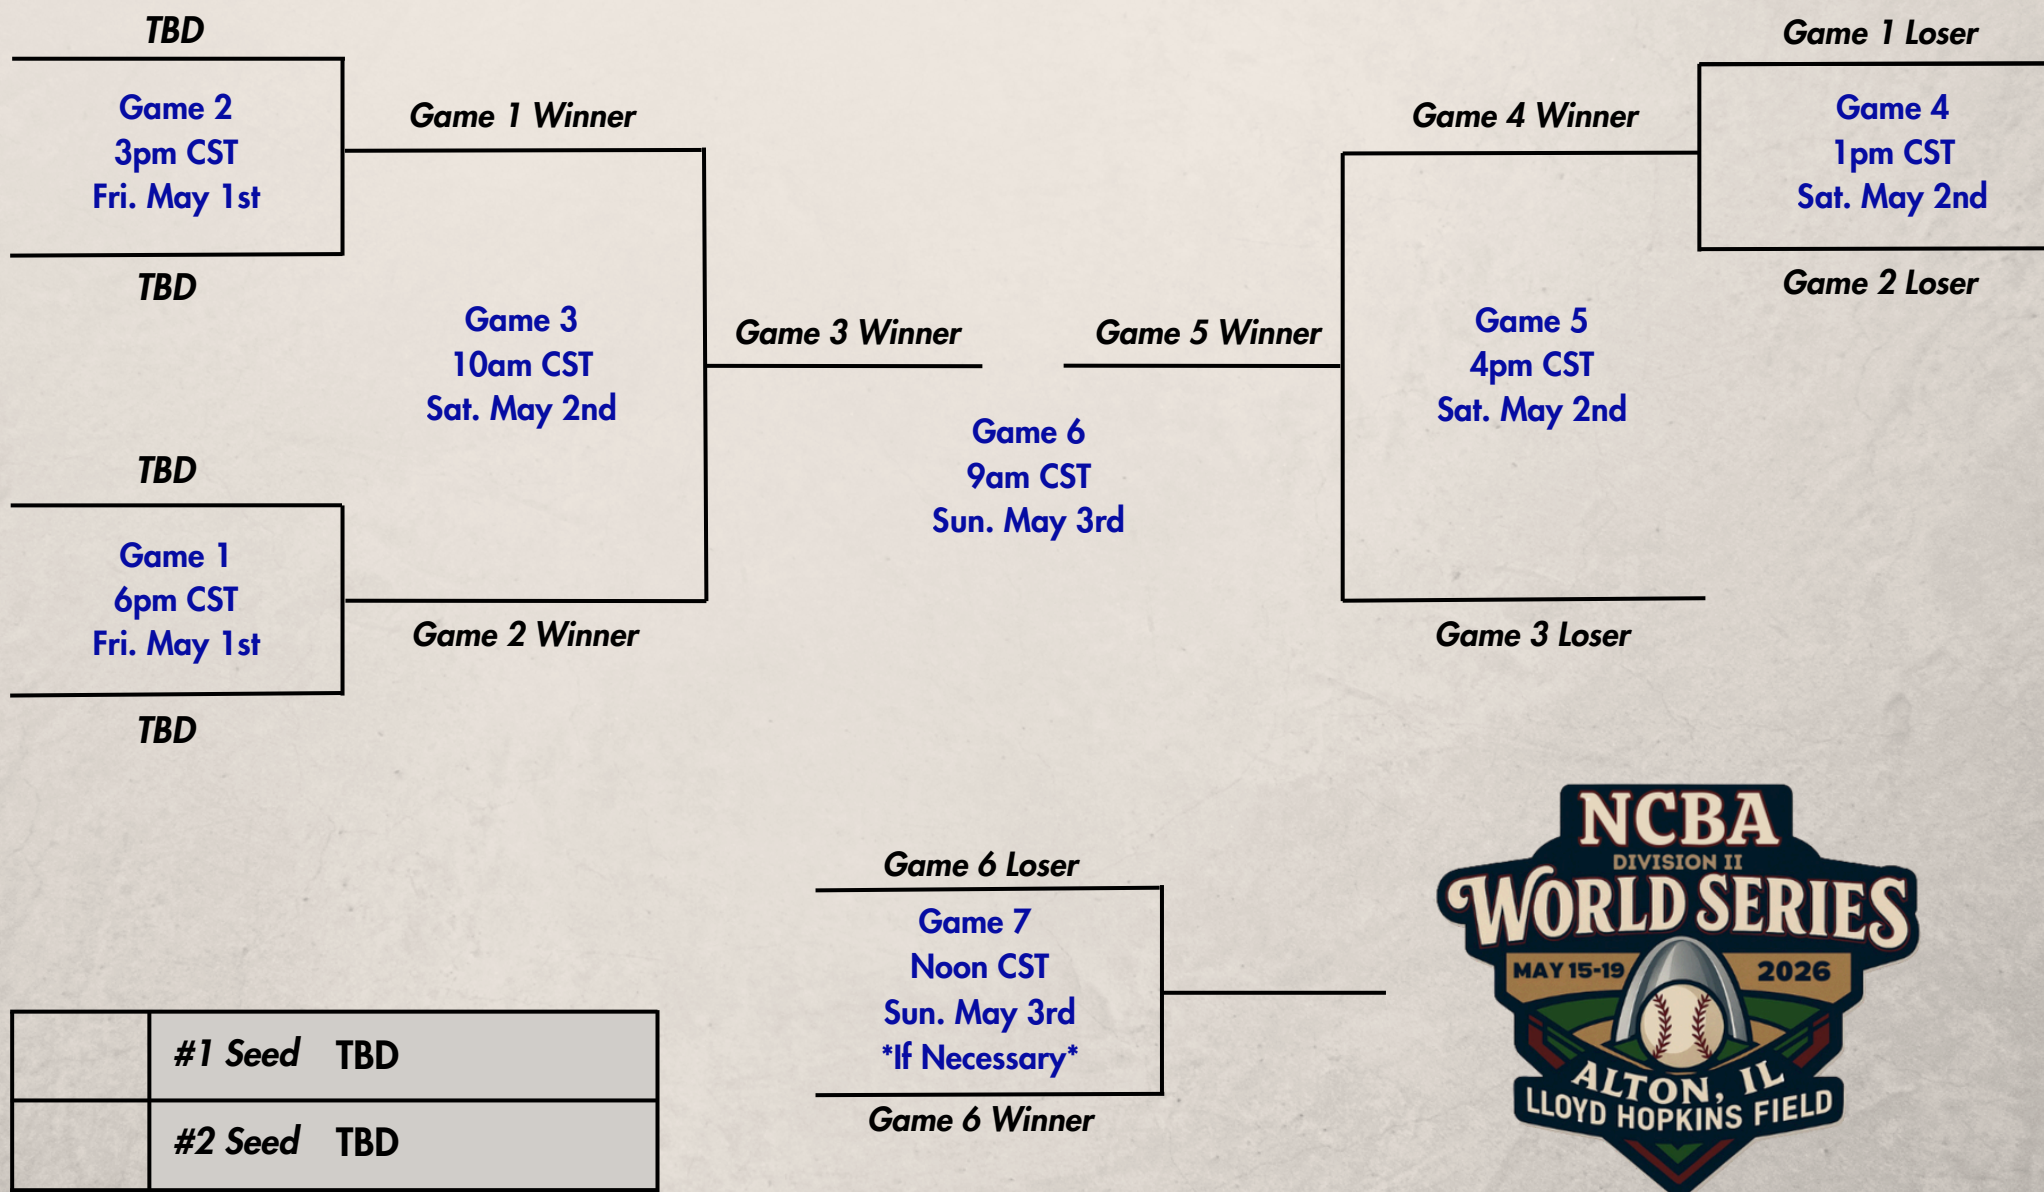 TBD
Game 2
3pm CST
Fri. May 1st
TBD
Game 1 Winner
Game 3
10am CST
Sat. May 2nd
TBD
Game 1
6pm CST
Fri. May 1st
TBD
Game 2 Winner
Game 3 Winner
Game 5 Winner
Game 6
9am CST
Sun. May 3rd
Game 4 Winner
Game 5
4pm CST
Sat. May 2nd
Game 3 Loser
Game 1 Loser
Game 4
1pm CST
Sat. May 2nd
Game 2 Loser
Game 6 Loser
Game 7
Noon CST
Sun. May 3rd
*If Necessary*
Game 6 Winner
#1 Seed TBD
#2 Seed TBD
NCBA
DIVISION II
WORLD SERIES
MAY 15-19 2026
ALTON, IL
LLOYD HOPKINS FIELD